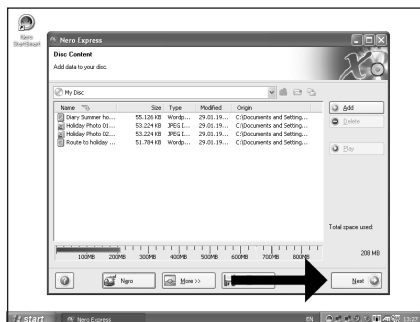 Nero
StartSmart
Nero Express
Disc Content
Add data to your disc.
My Disc
Name Size Type Modified Origin
Diary Summer ho... 55.126 KB Wordp... 29.01.19... C:\Documents and Setting...
Holiday Photo 01... 53.224 KB JPEG I... 29.01.19... C:\Documents and Setting...
Holiday Photo 02... 53.224 KB JPEG I... 29.01.19... C:\Documents and Setting...
Route to holiday ... 51.784 KB Wordp... 29.01.19... C:\Documents and Setting...
Add
Delete
Play
Total space used:
100MB 200MB 300MB 400MB 500MB 600MB 700MB 800MB
208 MB
Nero
More >>
Next
start
Nero Express
EN
13:27